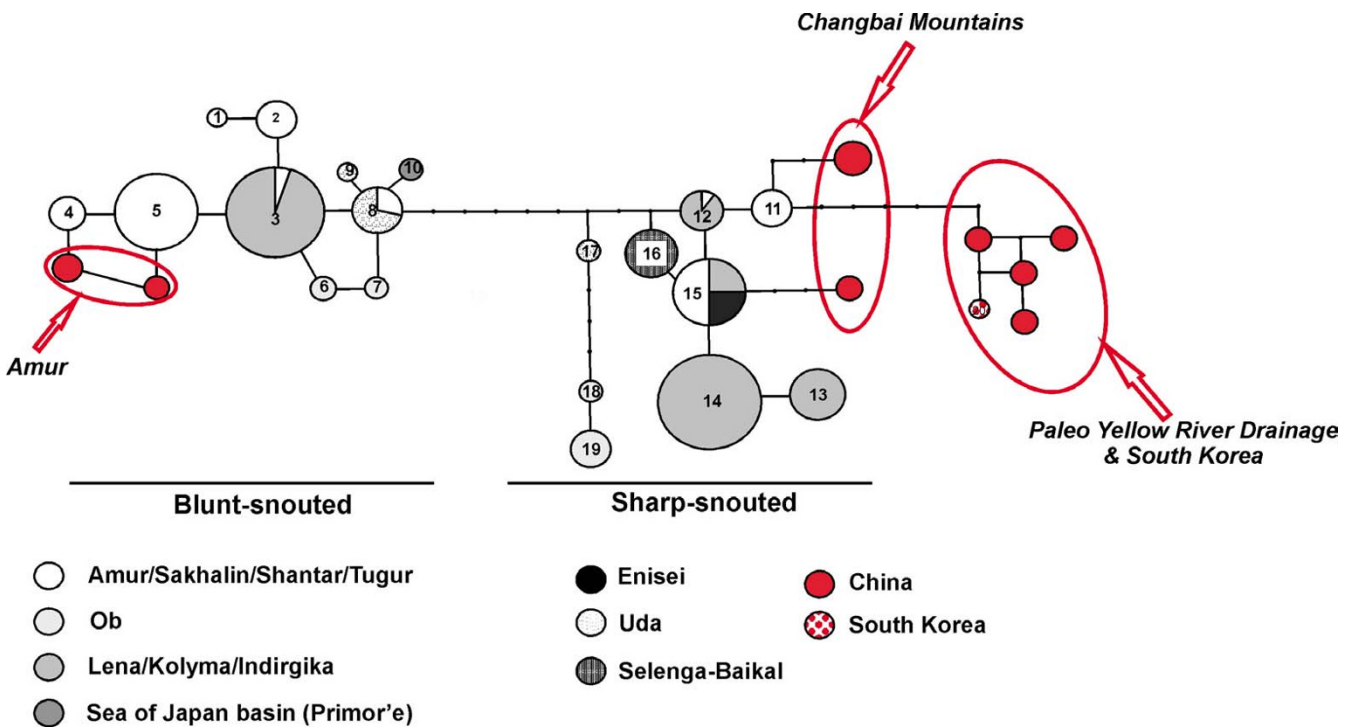 Changbai Mountains
1
2
9
10
4
5
3
8
12
11
17
16
6
7
15
Amur
18
14
13
19
Paleo Yellow River Drainage
& South Korea
Blunt-snouted
Sharp-snouted
Amur/Sakhalin/Shantar/Tugur
Enisei
China
Ob
Uda
South Korea
Lena/Kolyma/Indirgika
Selenga-Baikal
Sea of Japan basin (Primor'e)